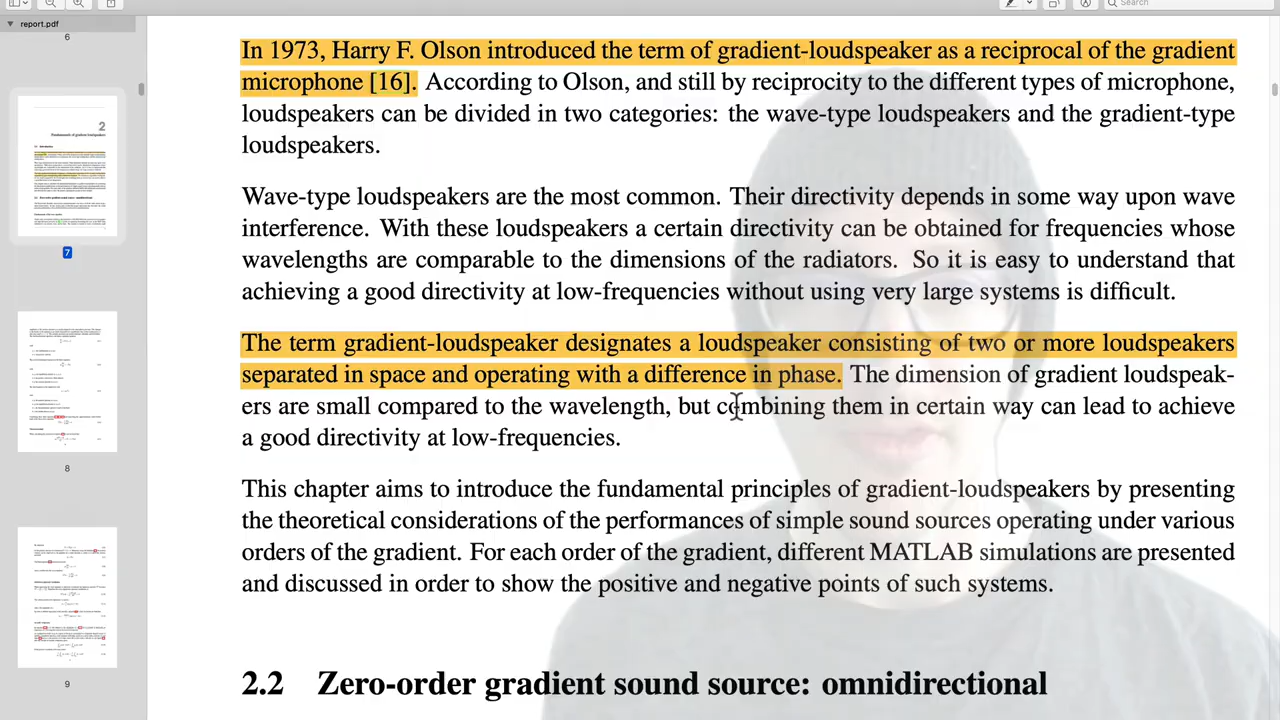 Search
report.pdf
6
2
7
8
9
In 1973, Harry F. Olson introduced the term of gradient-loudspeaker as a reciprocal of the gradient
microphone [16]. According to Olson, and still by reciprocity to the different types of microphone,
loudspeakers can be divided in two categories: the wave-type loudspeakers and the gradient-type
loudspeakers.
Wave-type loudspeakers are the most common. Their directivity depends in some way upon wave
interference. With these loudspeakers a certain directivity can be obtained for frequencies whose
wavelengths are comparable to the dimensions of the radiators. So it is easy to understand that
achieving a good directivity at low-frequencies without using very large systems is difficult.
The term gradient-loudspeaker designates a loudspeaker consisting of two or more loudspeakers
separated in space and operating with a difference in phase. The dimension of gradient loudspeak-
ers are small compared to the wavelength, but combining them in certain way can lead to achieve
a good directivity at low-frequencies.
This chapter aims to introduce the fundamental principles of gradient-loudspeakers by presenting
the theoretical considerations of the performances of simple sound sources operating under various
orders of the gradient. For each order of the gradient, different MATLAB simulations are presented
and discussed in order to show the positive and negative points of such systems.
2.2 Zero-order gradient sound source: omnidirectional